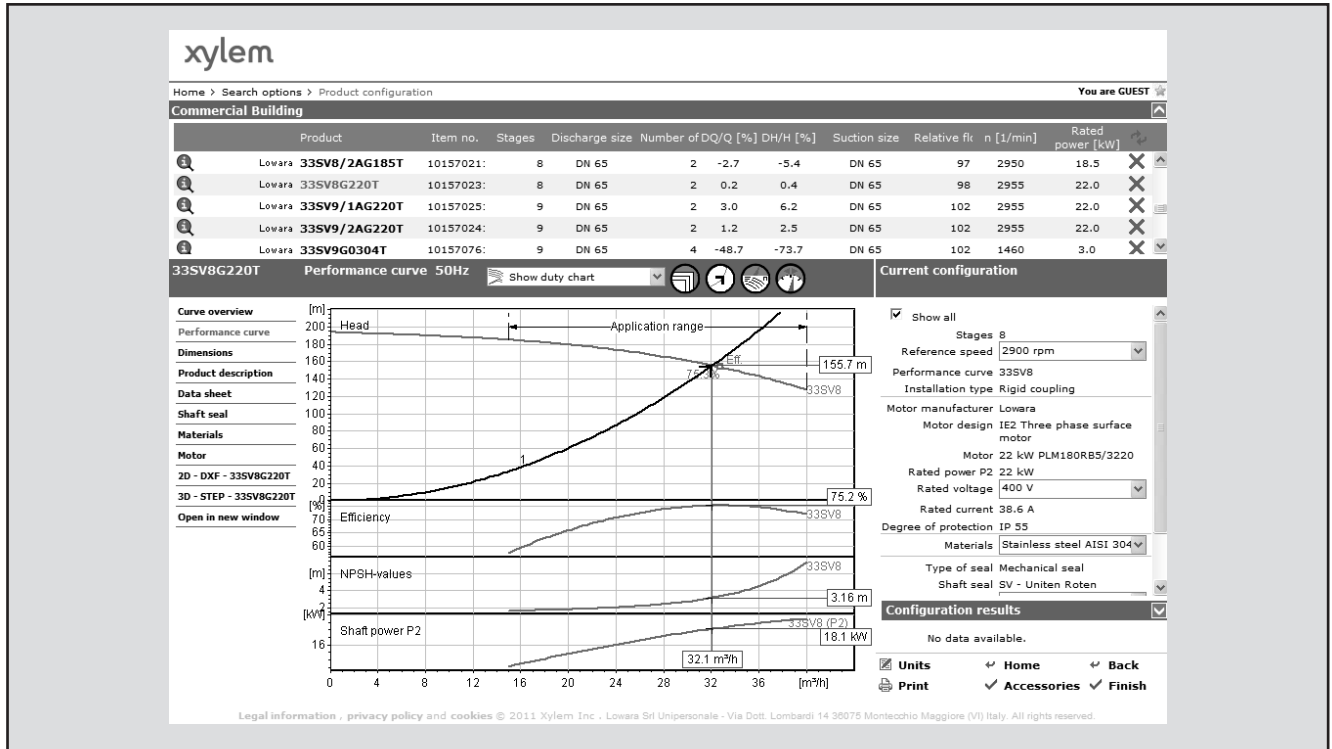 xylem
Home > Search options > Product configuration You are GUEST
Commercial Building
Product Item no. Stages Discharge size Number of DQ/Q [%] DH/H [%] Suction size Relative flc n [1/min] Rated power [kW]
Lowara 33SV8/2AG185T 10157021: 8 DN 65 2 -2.7 -5.4 DN 65 97 2950 18.5
Lowara 33SV8G220T 10157023: 8 DN 65 2 0.2 0.4 DN 65 98 2955 22.0
Lowara 33SV9/1AG220T 10157025: 9 DN 65 2 3.0 6.2 DN 65 102 2955 22.0
Lowara 33SV9/2AG220T 10157024: 9 DN 65 2 1.2 2.5 DN 65 102 2955 22.0
Lowara 33SV9G0304T 10157076: 9 DN 65 4 -48.7 -73.7 DN 65 102 1460 3.0
33SV8G220T Performance curve 50Hz Show duty chart Current configuration
Curve overview
Performance curve
Dimensions
Product description
Data sheet
Shaft seal
Materials
Motor
2D - DXF - 33SV8G220T
3D - STEP - 33SV8G220T
Open in new window
[m]
200 Head Application range
180
160 Eff. 155.7 m
140 75.3%
120 33SV8
100
80
60
40 1
20
0
[%] 75.2 %
70 Efficiency 33SV8
65
60
[m] NPSH-values 33SV8
4
2 3.16 m
[kW]
Shaft power P2 33SV8 (P2)
16 18.1 kW
32.1 m³/h
0 4 8 12 16 20 24 28 32 36 [m³/h]
Show all
Stages 8
Reference speed 2900 rpm
Performance curve 33SV8
Installation type Rigid coupling
Motor manufacturer Lowara
Motor design IE2 Three phase surface
motor
Motor 22 kW PLM180RB5/3220
Rated power P2 22 kW
Rated voltage 400 V
Rated current 38.6 A
Degree of protection IP 55
Materials Stainless steel AISI 304
Type of seal Mechanical seal
Shaft seal SV - Uniten Roten
Configuration results
No data available.
Units Home Back
Print Accessories Finish
Legal information , privacy policy and cookies © 2011 Xylem Inc . Lowara Srl Unipersonale - Via Dott. Lombardi 14 36075 Montecchio Maggiore (VI) Italy. All rights reserved.